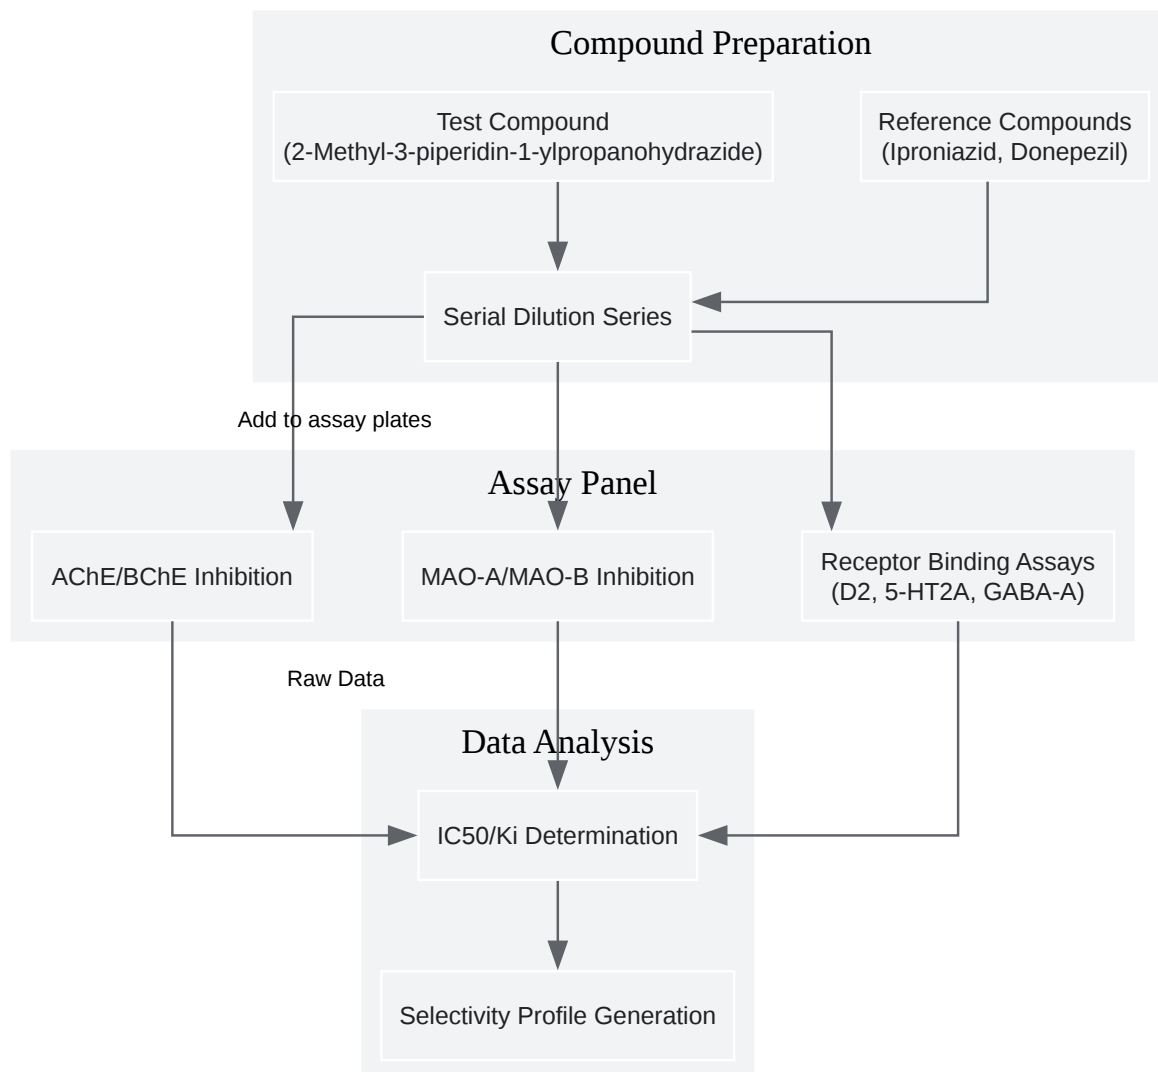 Compound Preparation
Test Compound
(2-Methyl-3-piperidin-1-ylpropanohydrazide)
Reference Compounds
(Iproniazid, Donepezil)
Serial Dilution Series
Add to assay plates
Assay Panel
AChE/BChE Inhibition
MAO-A/MAO-B Inhibition
Receptor Binding Assays
(D2, 5-HT2A, GABA-A)
Raw Data
Data Analysis
IC50/Ki Determination
Selectivity Profile Generation